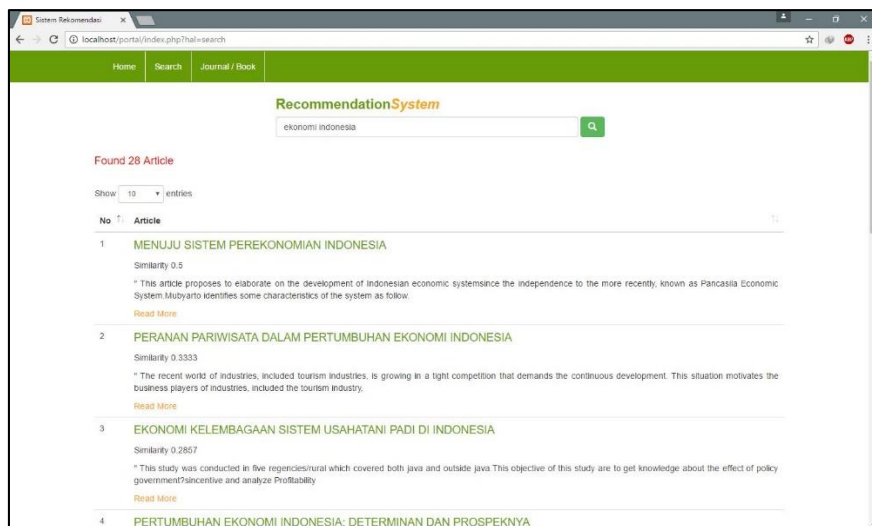 Sistem Rekomendasi
localhost/portal/index.php?hal=search
Home Search Journal / Book
RecommendationSystem
ekonomi indonesia
Found 28 Article
Show 10 entries
No Article
1 MENUJU SISTEM PEREKONOMIAN INDONESIA
Similarity 0.5
" This article proposes to elaborate on the development of Indonesian economic systemsince the independence to the more recently, known as Pancasila Economic
System.Mubyarto identifies some characteristics of the system as follow.
Read More
2 PERANAN PARIWISATA DALAM PERTUMBUHAN EKONOMI INDONESIA
Similarity 0.3333
" The recent world of industries, included tourism industries, is growing in a tight competition that demands the continuous development. This situation motivates the
business players of industries, included the tourism industry,
Read More
3 EKONOMI KELEMBAGAAN SISTEM USAHATANI PADI DI INDONESIA
Similarity 0.2857
" This study was conducted in five regencies/rural which covered both java and outside java This objective of this study are to get knowledge about the effect of policy
government?sincentive and analyze Profitability
Read More
4 PERTUMBUHAN EKONOMI INDONESIA: DETERMINAN DAN PROSPEKNYA